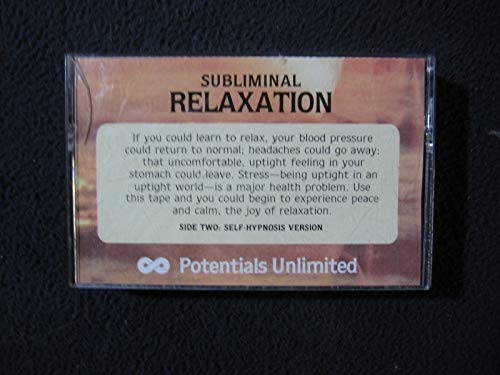 SUBLIMINAL
RELAXATION
If you could learn to relax, your blood pressure
could return to normal; headaches could go away;
that uncomfortable, uptight feeling in your
stomach could leave. Stress—being uptight in an
uptight world—is a major health problem. Use
this tape and you could begin to experience peace
and calm, the joy of relaxation.
SIDE TWO: SELF-HYPNOSIS VERSION
Potentials Unlimited